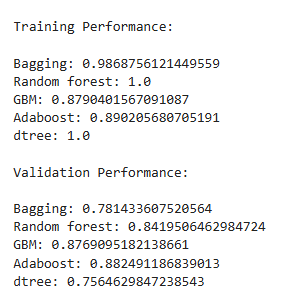 Training Performance:
Bagging: 0.9868756121449559
Random forest: 1.0
GBM: 0.8790401567091087
Adaboost: 0.890205680705191
dtree: 1.0
Validation Performance:
Bagging: 0.781433607520564
Random forest: 0.8419506462984724
GBM: 0.8769095182138661
Adaboost: 0.882491186839013
dtree: 0.7564629847238543